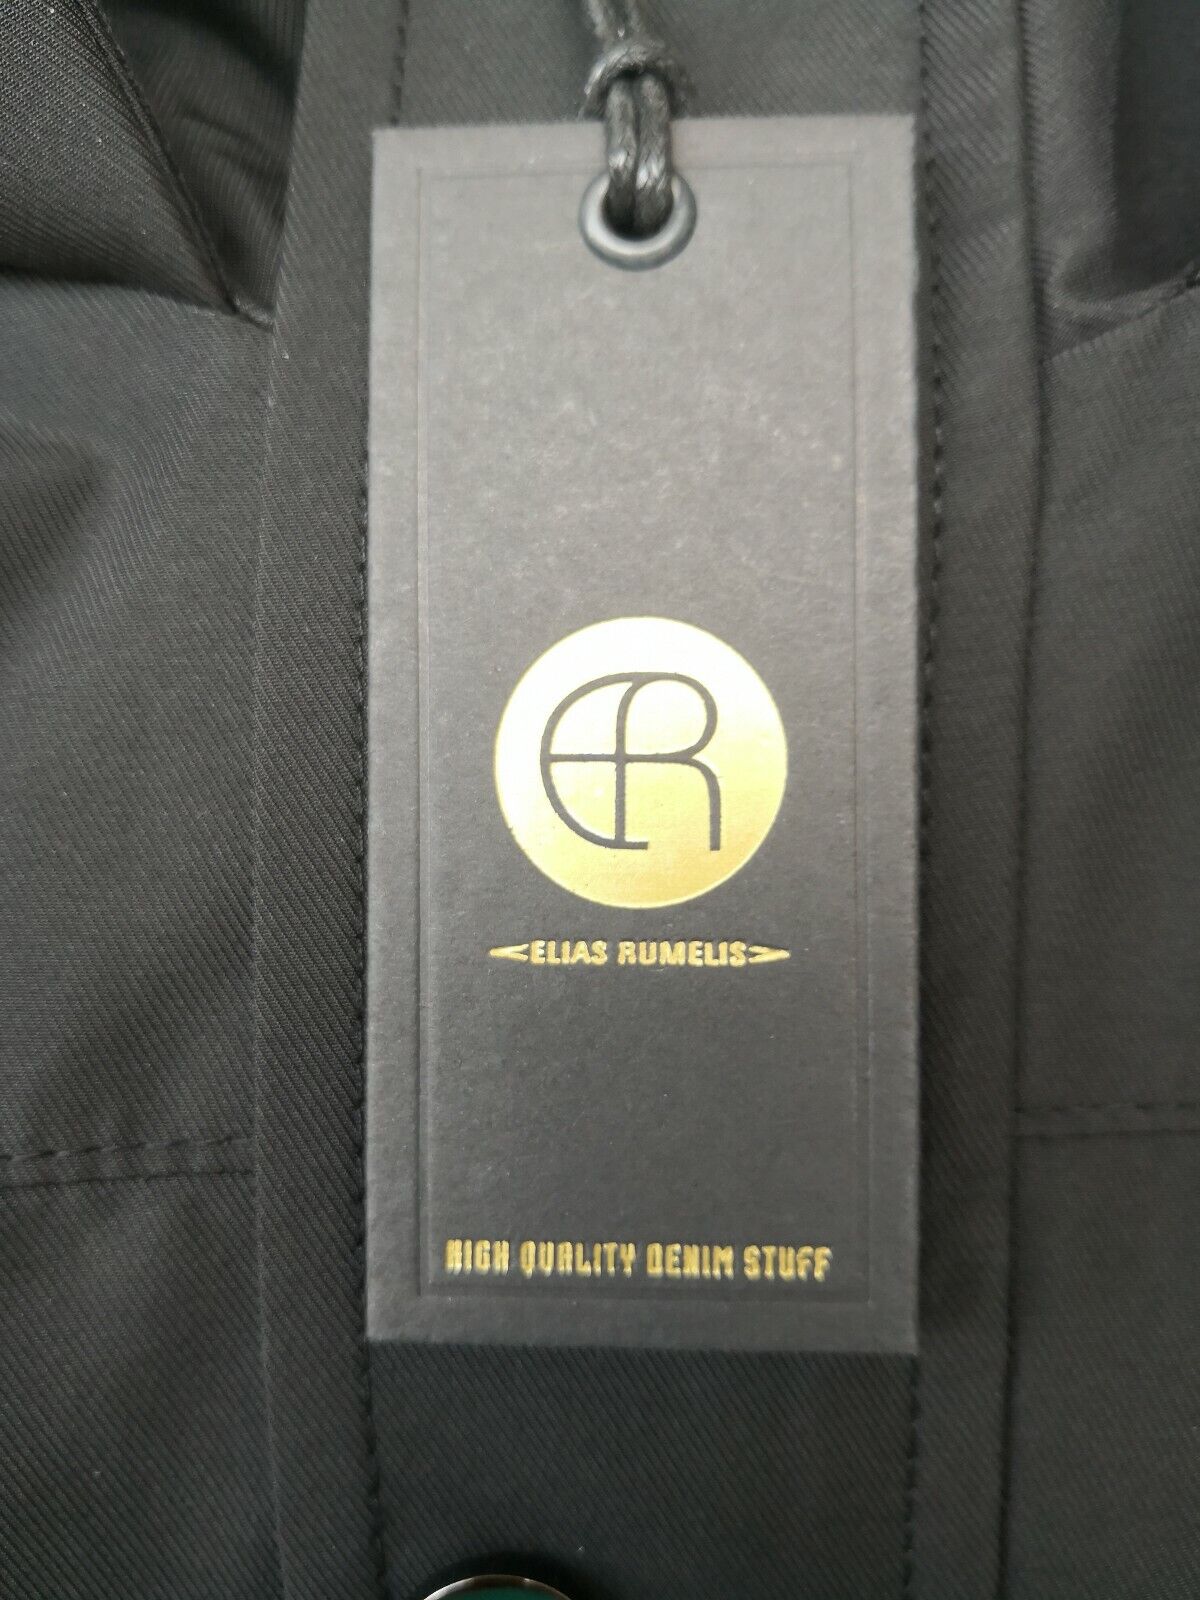 ER
<ELIAS RUMELIS>
HIGH QUALITY DENIM STUFF